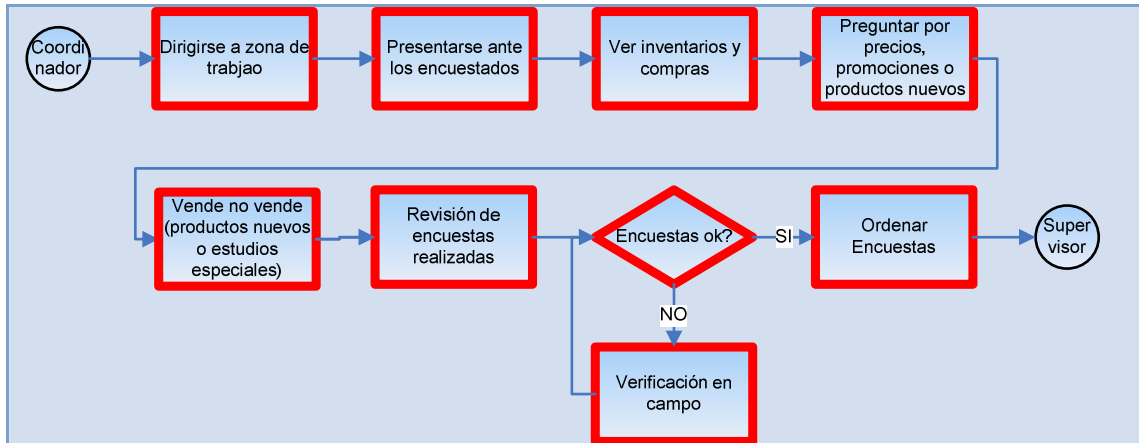 Coordi
nador
Dirigirse a zona de
trabjao
Presentarse ante
los encuestados
Ver inventarios y
compras
Preguntar por
precios,
promociones o
productos nuevos
Vende no vende
(productos nuevos
o estudios
especiales)
Revisión de
encuestas
realizadas
Encuestas ok?
SI
Ordenar
Encuestas
Super
visor
NO
Verificación en
campo